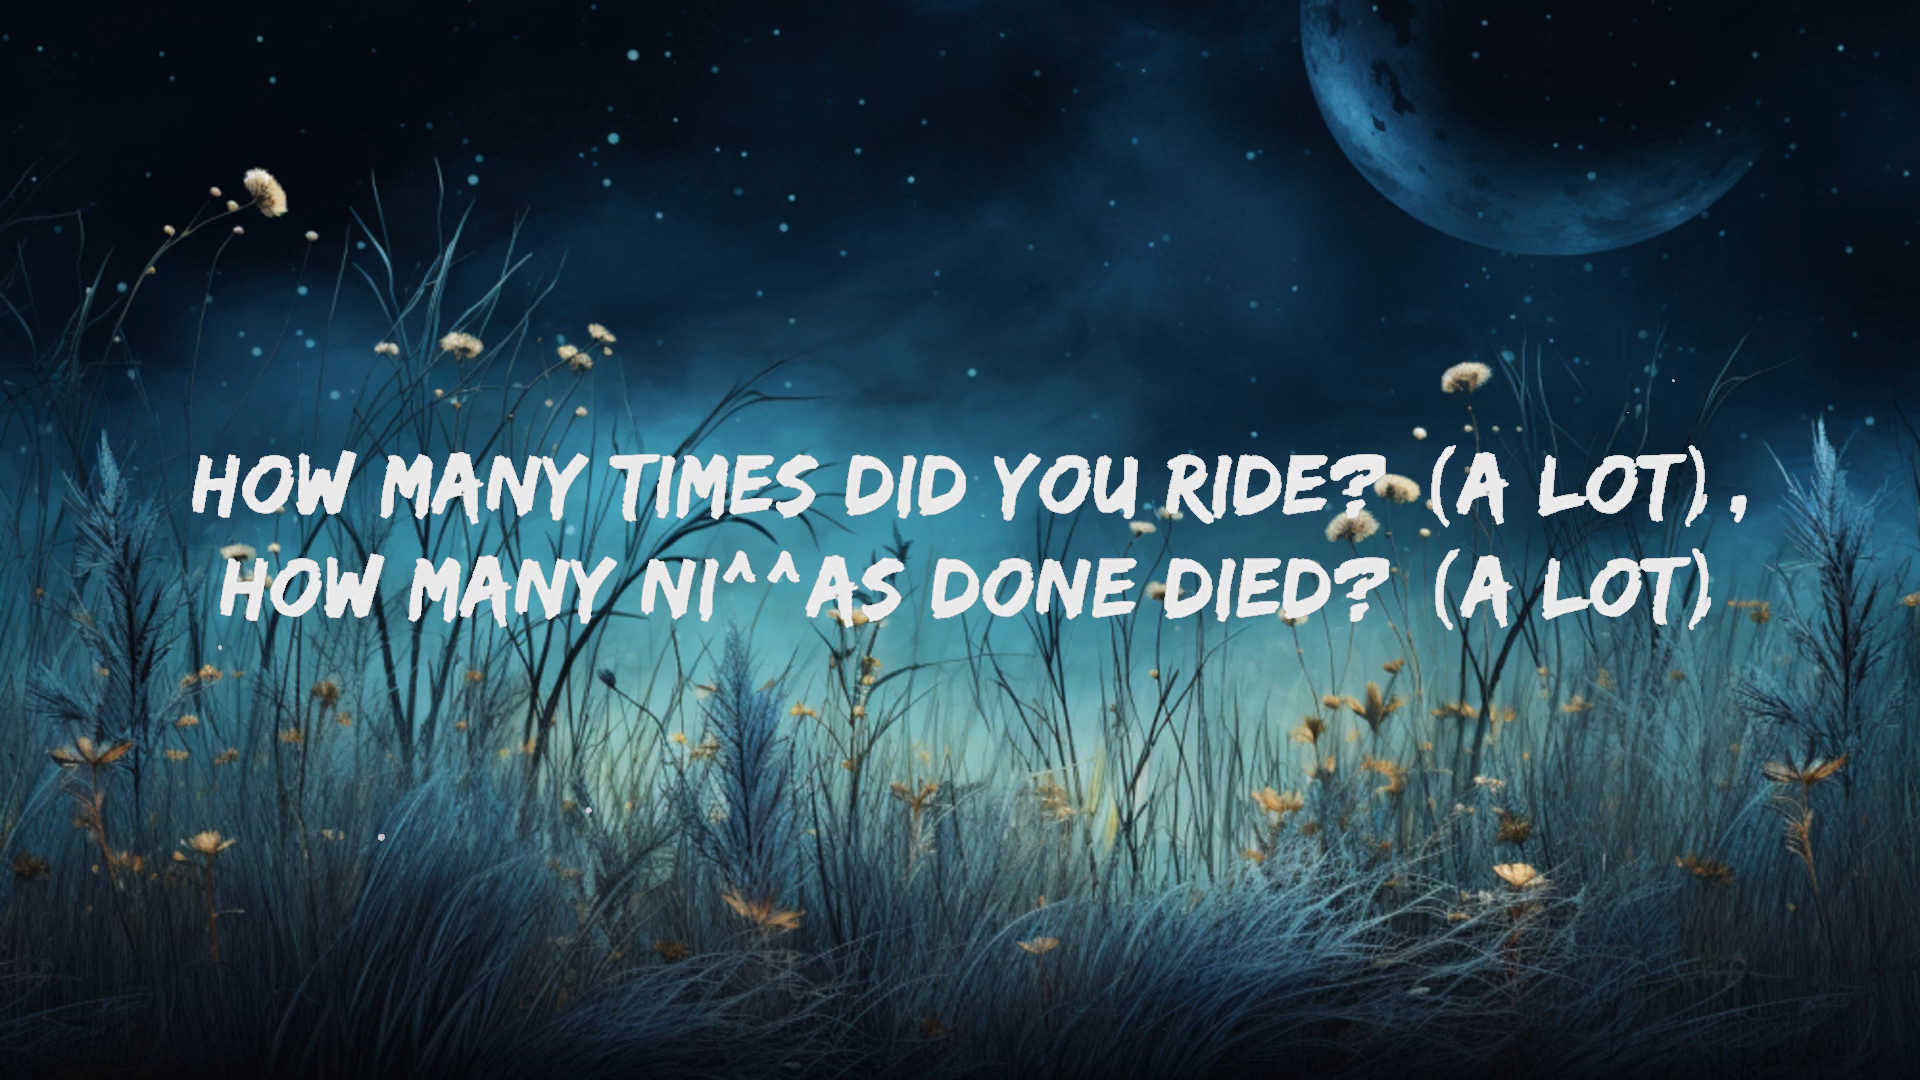 HOW MANY TIMES DID YOU RIDE? (A LOT),
HOW MANY NI^^AS DONE DIED? (A LOT)